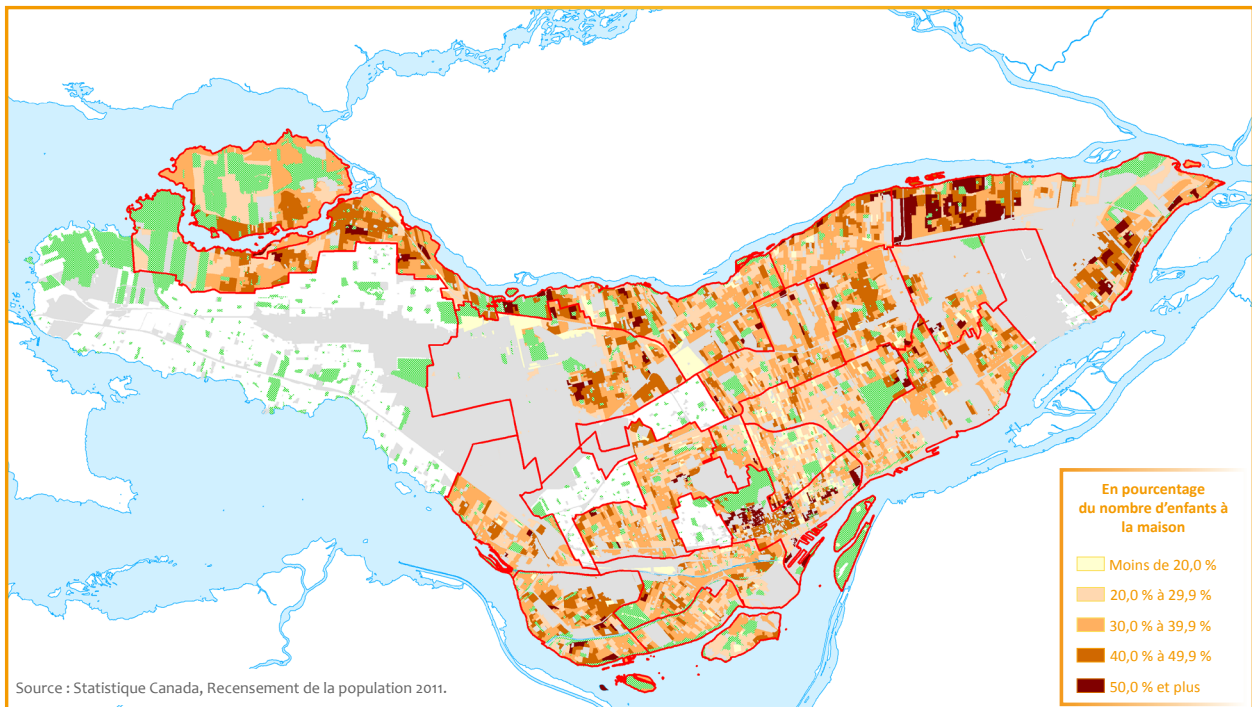 En pourcentage
du nombre d'enfants à
la maison
Moins de 20,0 %
20,0 % à 29,9 %
30,0 % à 39,9 %
40,0 % à 49,9 %
50,0 % et plus
Source : Statistique Canada, Recensement de la population 2011.